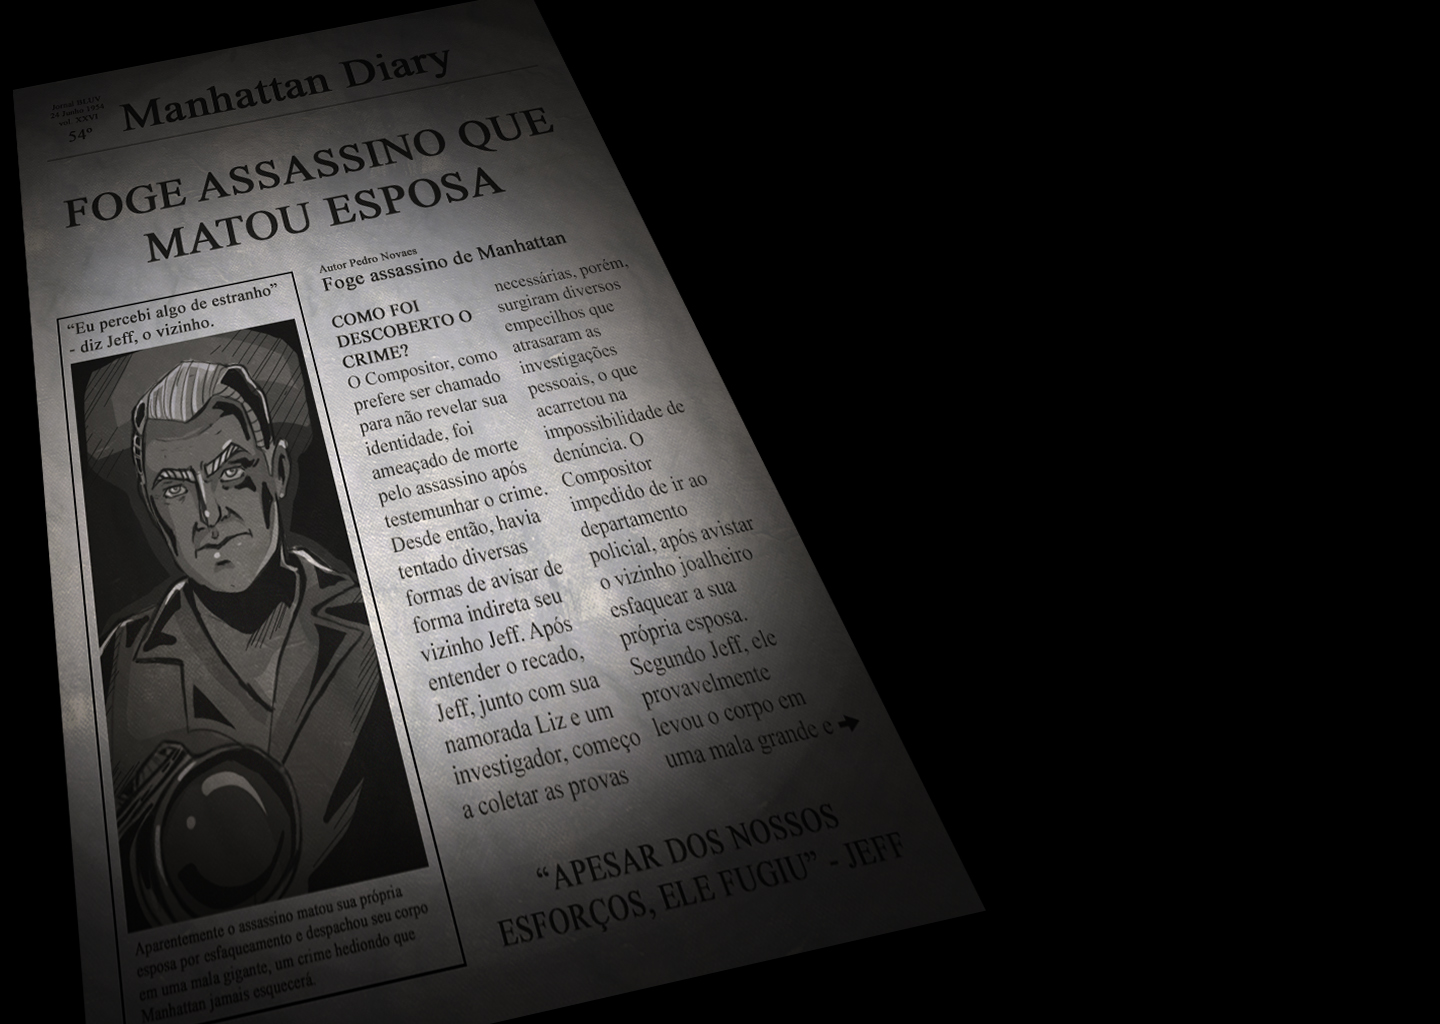 Jornal BEDV
24 Junho 1954
vol. XXVI
54º
Manhattan Diary
FOGE ASSASSINO QUE
MATOU ESPOSA
“Eu percebi algo de estranho”
- diz Jeff, o vizinho.
Aparentemente o assassino matou sua própria
esposa por esfaqueamento e despachou seu corpo
em uma mala gigante, um crime hediondo que
Manhattan jamais esquecerá.
Autor Pedro Novaes
Foge assassino de Manhattan
COMO FOI
DESCOBERTO O
CRIME?
O Compositor, como
prefere ser chamado
para não revelar sua
identidade, foi
ameaçado de morte
pelo assassino após
testemunhar o crime.
Desde então, havia
tentado diversas
formas de avisar de
forma indireta seu
vizinho Jeff. Após
entender o recado,
Jeff, junto com sua
namorada Liz e um
investigador, começo
a coletar as provas
necessárias, porém,
surgiram diversos
empecilhos que
atrasaram as
investigações
pessoais, o que
acarretou na
impossibilidade de
denúncia. O
Compositor
impedido de ir ao
departamento
policial, após avistar
o vizinho joalheiro
esfaquear a sua
própria esposa.
Segundo Jeff, ele
provavelmente
levou o corpo em
uma mala grande e
“APESAR DOS NOSSOS
ESFORÇOS, ELE FUGIU” - JEFF